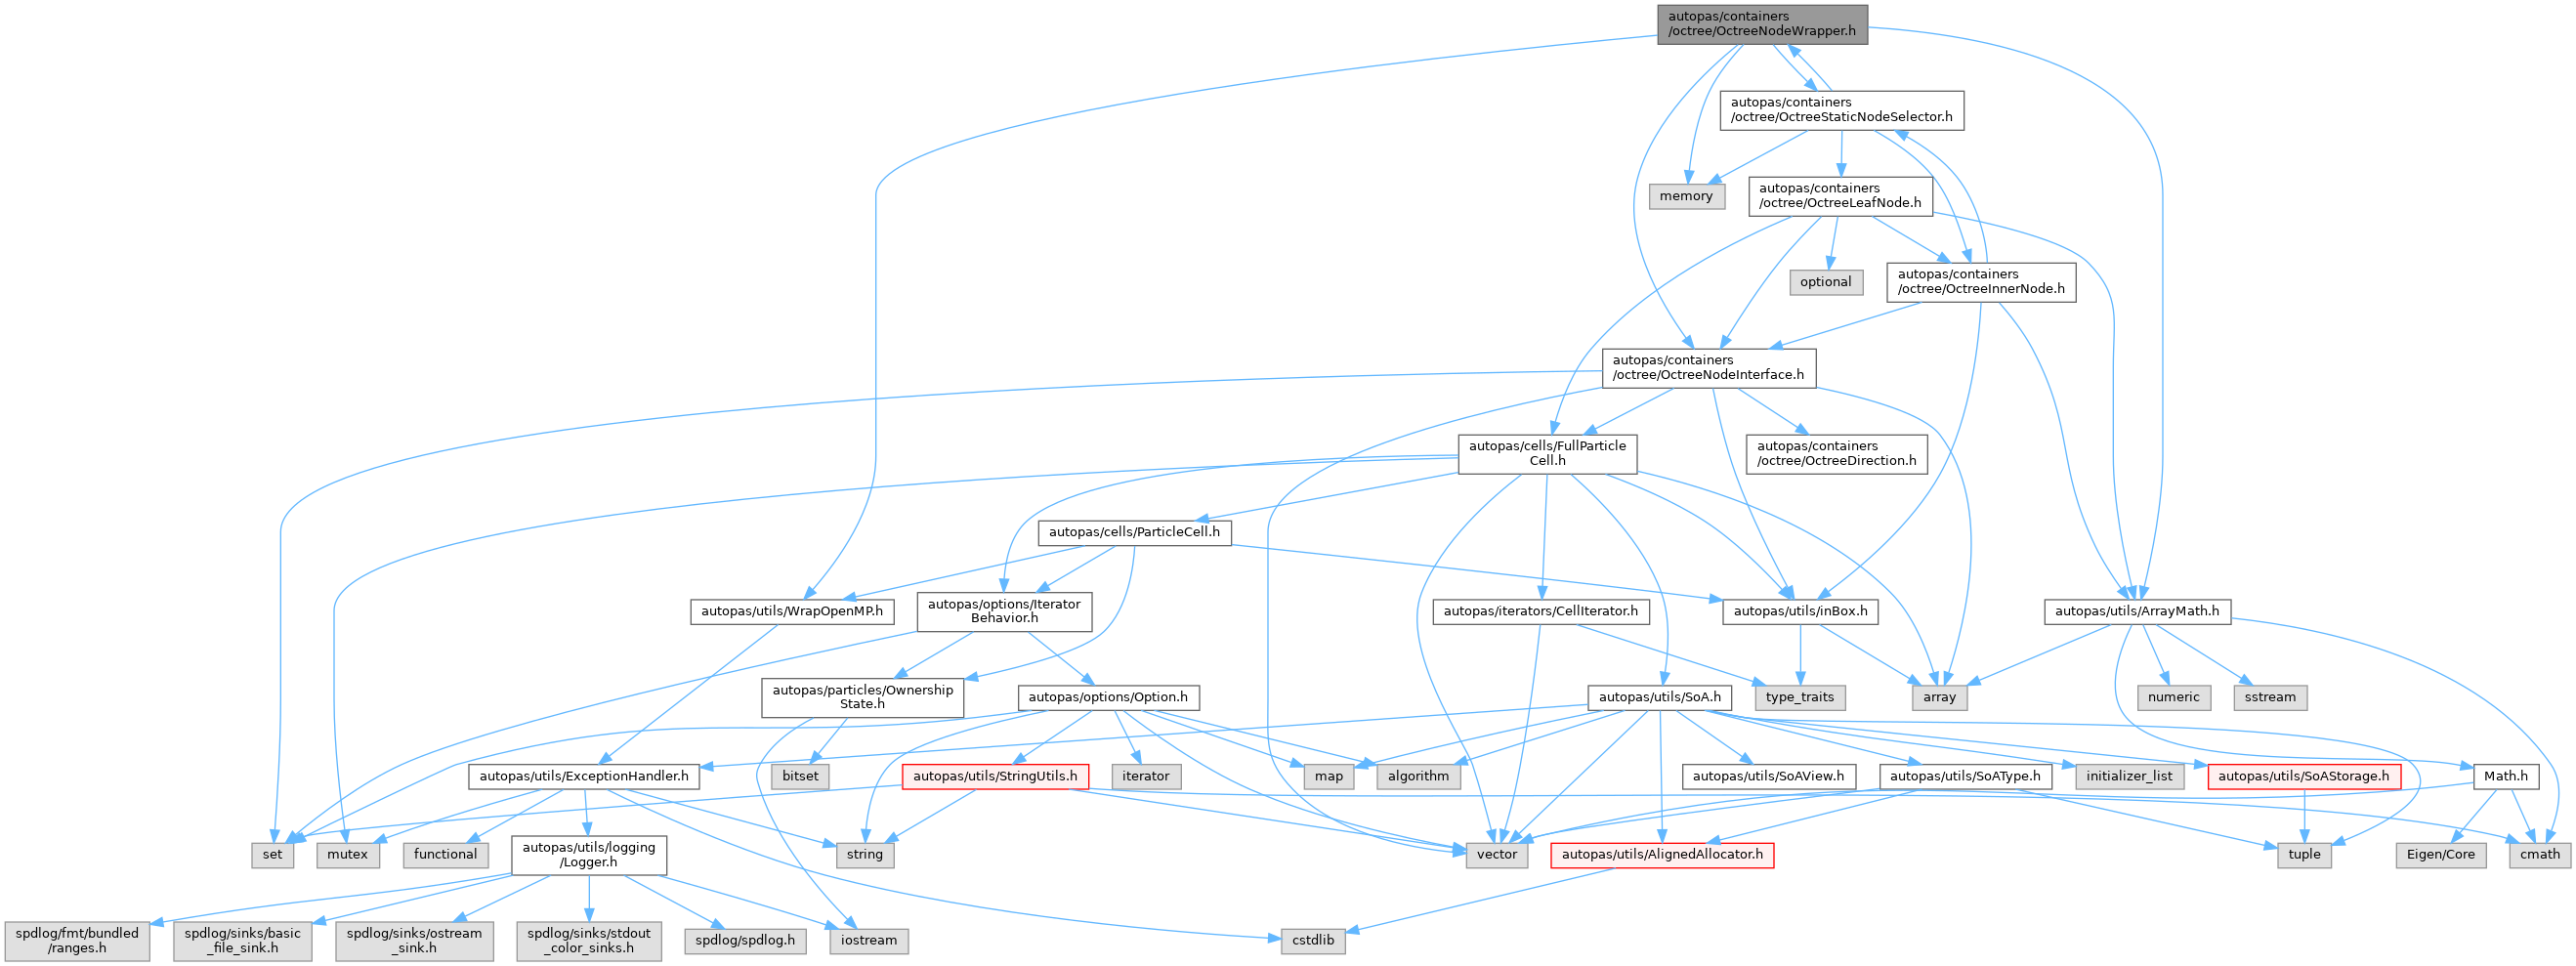 autopas/containers
/octree/OctreeNodeWrapper.h
autopas/containers
/octree/OctreeStaticNodeSelector.h
memory
autopas/containers
/octree/OctreeLeafNode.h
optional
autopas/containers
/octree/OctreeInnerNode.h
autopas/containers
/octree/OctreeNodeInterface.h
autopas/cells/FullParticle
Cell.h
autopas/containers
/octree/OctreeDirection.h
autopas/cells/ParticleCell.h
autopas/utils/WrapOpenMP.h
autopas/options/Iterator
Behavior.h
autopas/iterators/CellIterator.h
autopas/utils/inBox.h
autopas/utils/ArrayMath.h
autopas/particles/Ownership
State.h
autopas/options/Option.h
autopas/utils/SoA.h
type_traits
array
numeric
sstream
autopas/utils/ExceptionHandler.h
bitset
autopas/utils/StringUtils.h
iterator
map
algorithm
autopas/utils/SoAView.h
autopas/utils/SoAType.h
initializer_list
autopas/utils/SoAStorage.h
Math.h
set
mutex
functional
autopas/utils/logging
/Logger.h
string
vector
autopas/utils/AlignedAllocator.h
tuple
Eigen/Core
cmath
spdlog/fmt/bundled
/ranges.h
spdlog/sinks/basic
_file_sink.h
spdlog/sinks/ostream
_sink.h
spdlog/sinks/stdout
_color_sinks.h
spdlog/spdlog.h
iostream
cstdlib